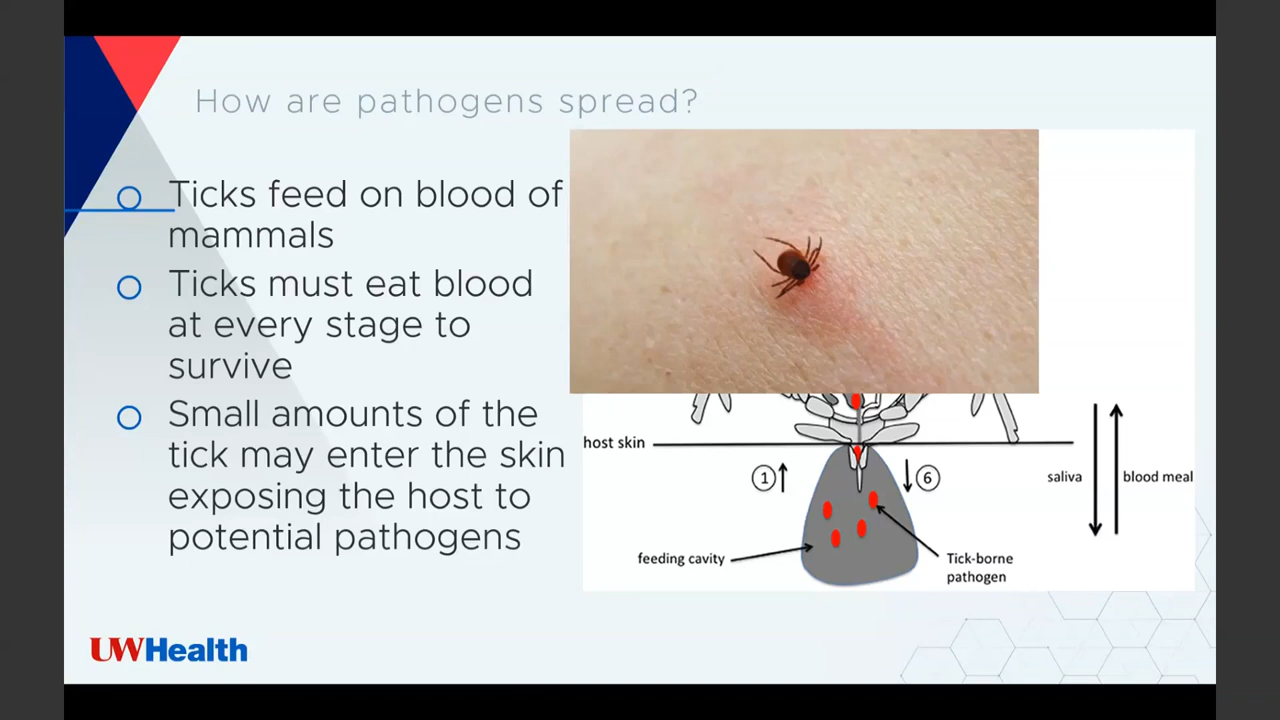 How are pathogens spread?
Ticks feed on blood of
mammals
Ticks must eat blood
at every stage to
survive
Small amounts of the
tick may enter the skin
exposing the host to
potential pathogens
host skin
1
6
saliva
blood meal
feeding cavity
Tick-borne
pathogen
UWHealth